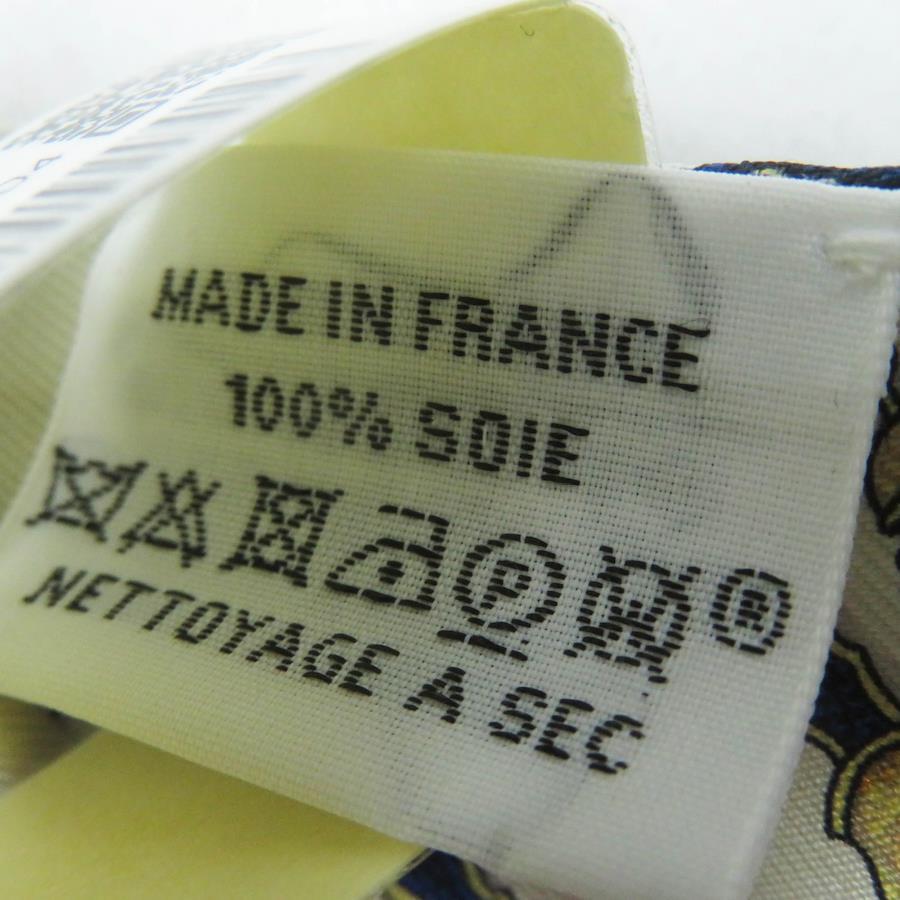 MADE IN FRANCE
100% SOIE
P W ®
NETTOYAGE A SEC